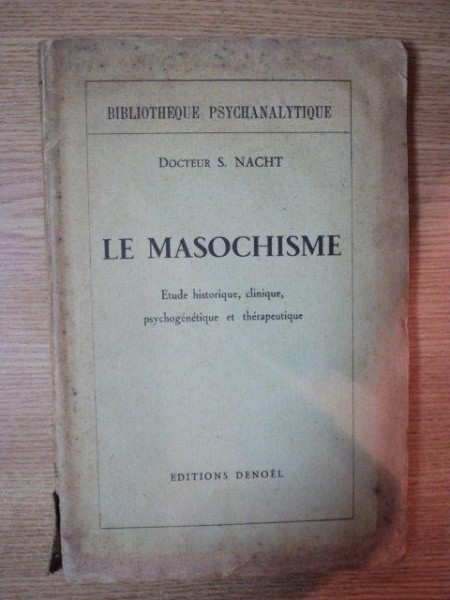 BIBLIOTHEQUE PSYCHANALYTIQUE
DOCTEUR S. NACHT
LE MASOCHISME
Etude historique, clinique,
psychogénétique et thérapeutique
EDITIONS DENOËL